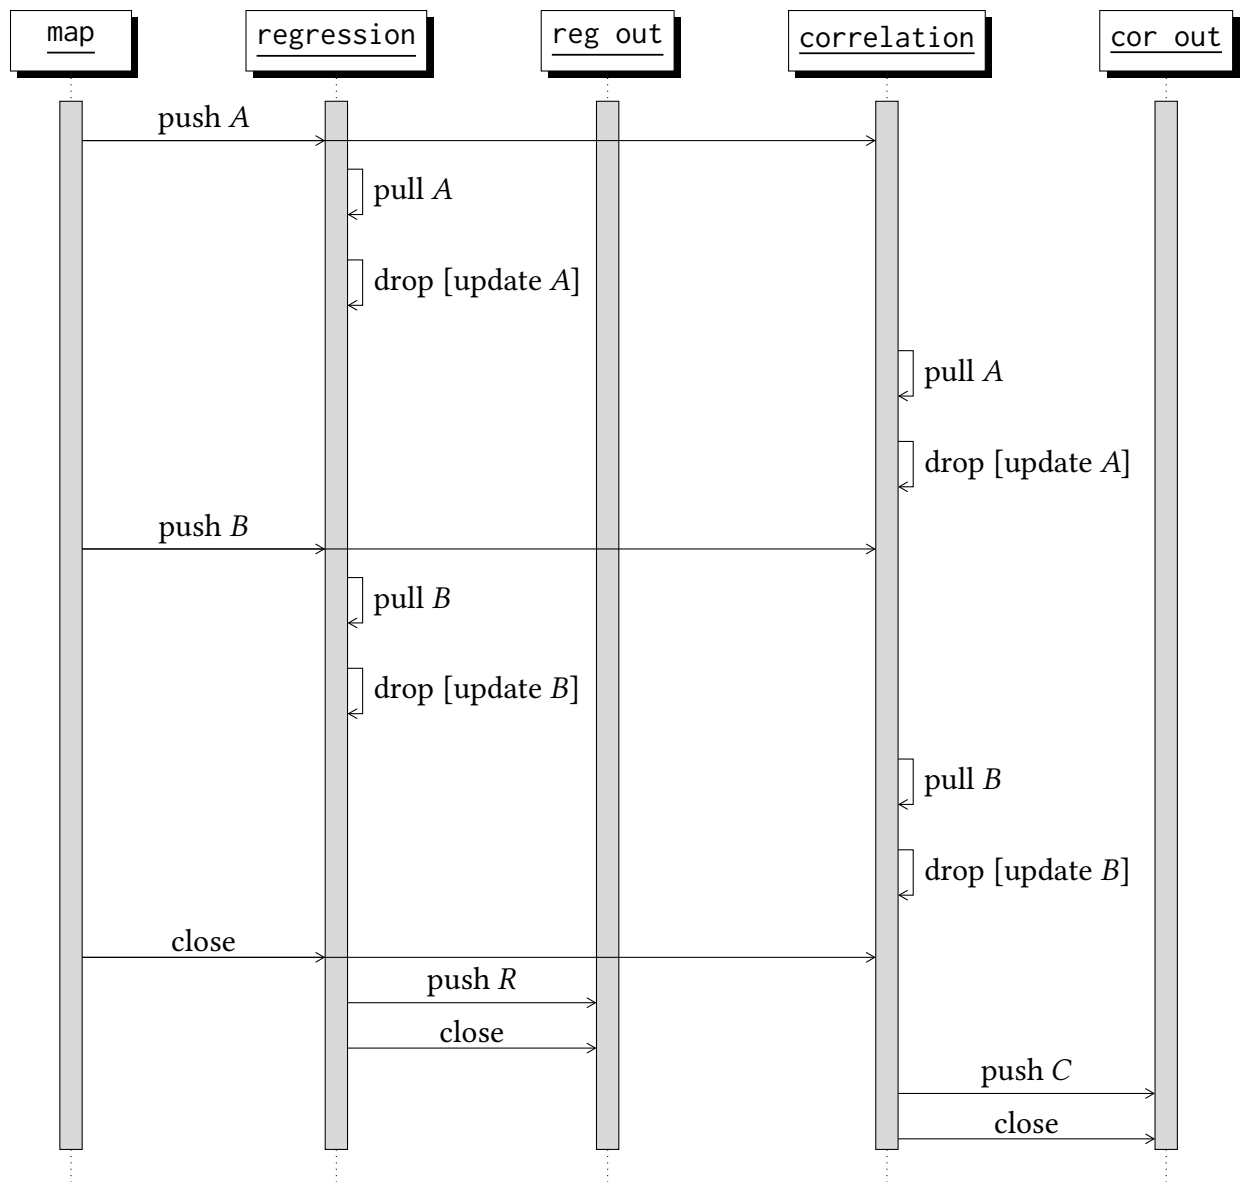 map
regression
reg out
correlation
cor out
push A
pull A
drop [update A]
pull A
drop [update A]
push B
pull B
drop [update B]
pull B
drop [update B]
close
push R
close
push C
close